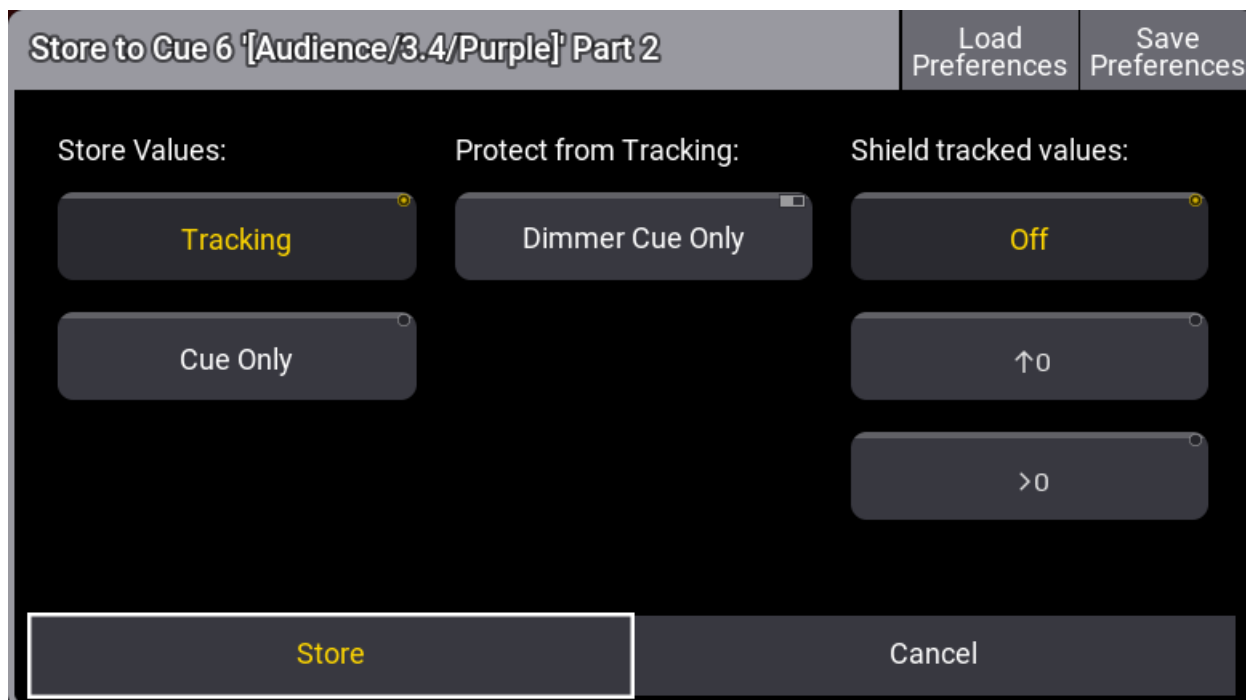 Store to Cue 6 '[Audience/3.4/Purple]' Part 2
Load
Preferences
Save
Preferences
Store Values:
Protect from Tracking:
Shield tracked values:
Tracking
Dimmer Cue Only
Off
Cue Only
↑0
>0
Store
Cancel